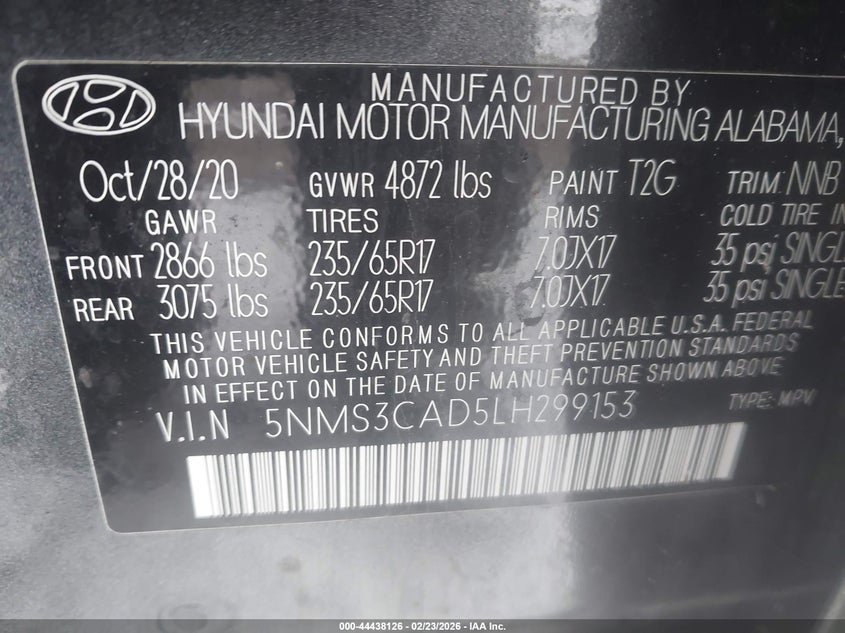 MANUFACTURED BY
HYUNDAI MOTOR MANUFACTURING ALABAMA,
Oct/28/20 GVWR 4872 lbs PAINT T2G TRIM NNB
GAWR TIRES RIMS COLD TIRE IN
FRONT 2866 lbs 235/65R17 7.0JX17 35 psi SINGLE
REAR 3075 lbs 235/65R17 7.0JX17 35 psi SINGLE
THIS VEHICLE CONFORMS TO ALL APPLICABLE U.S.A. FEDERAL
MOTOR VEHICLE SAFETY AND THEFT PREVENTION STANDARDS
IN EFFECT ON THE DATE OF MANUFACTURE SHOWN ABOVE
V.I.N 5NMS3CAD5LH299153 TYPE: MPV
000-44438126 - 02/23/2026 - IAA Inc.